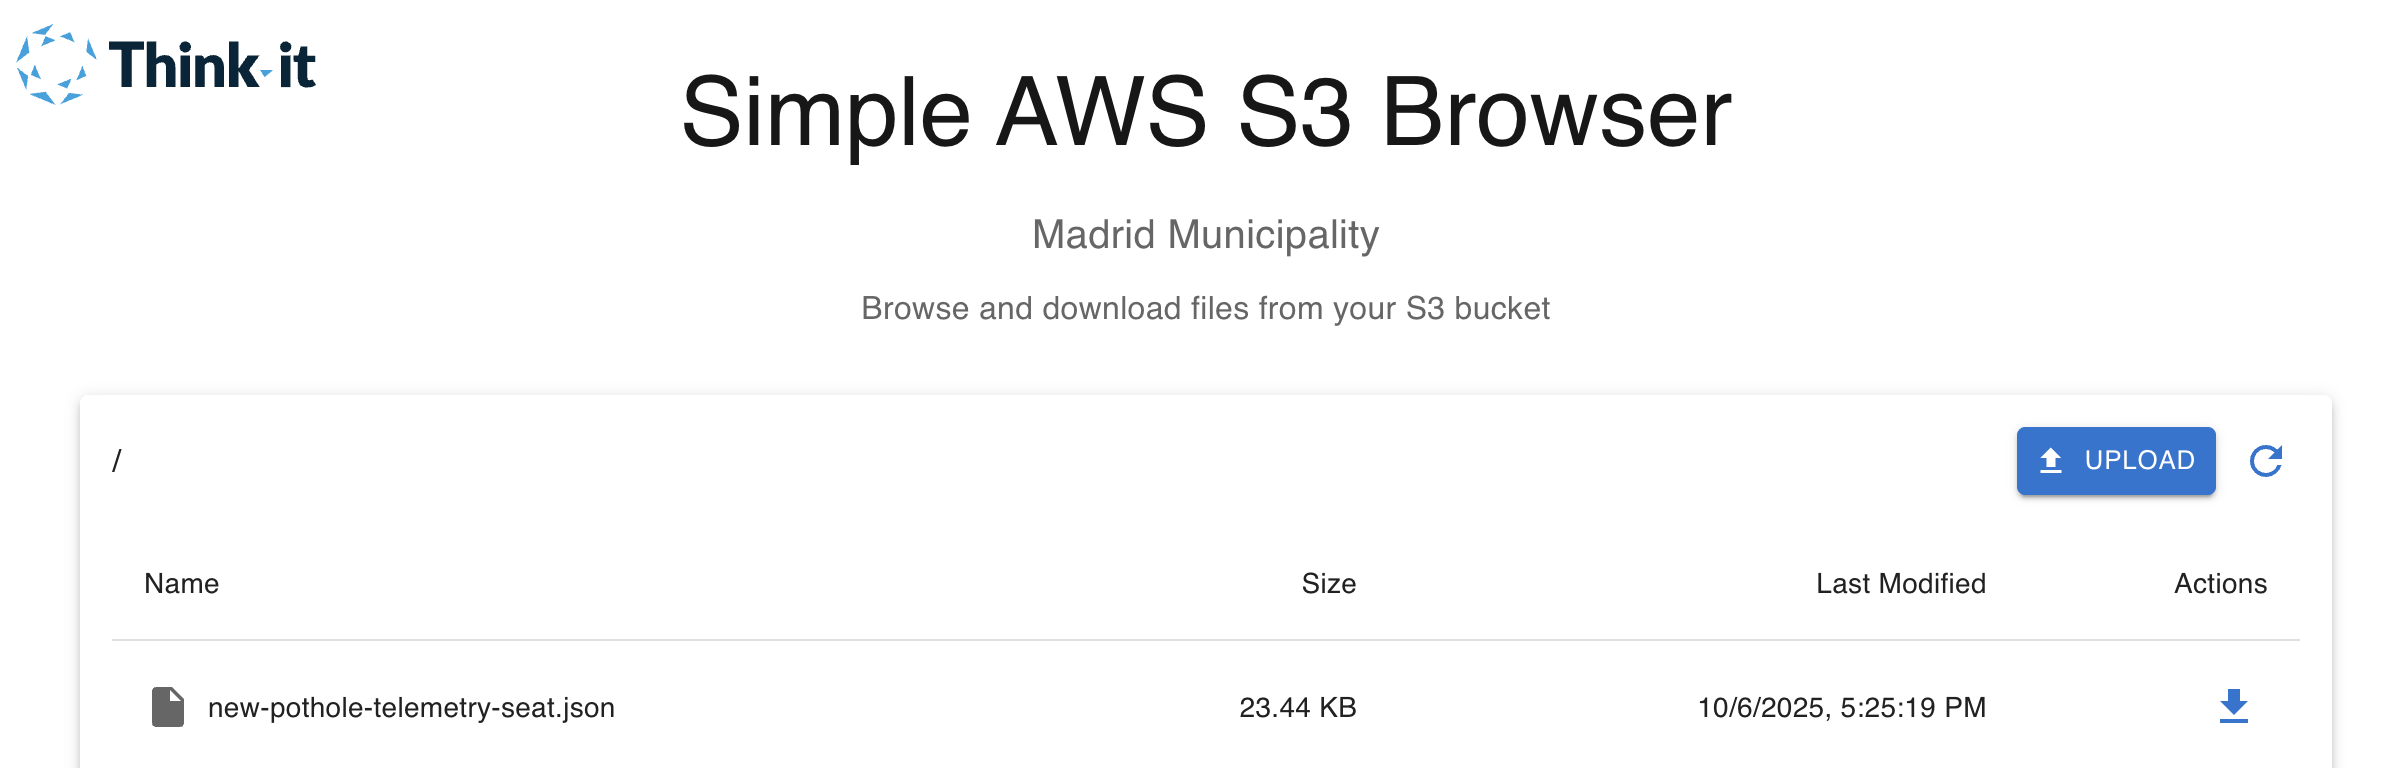 Think-it
Simple AWS S3 Browser
Madrid Municipality
Browse and download files from your S3 bucket
/
UPLOAD
Name Size Last Modified Actions
new-pothole-telemetry-seat.json 23.44 KB 10/6/2025, 5:25:19 PM